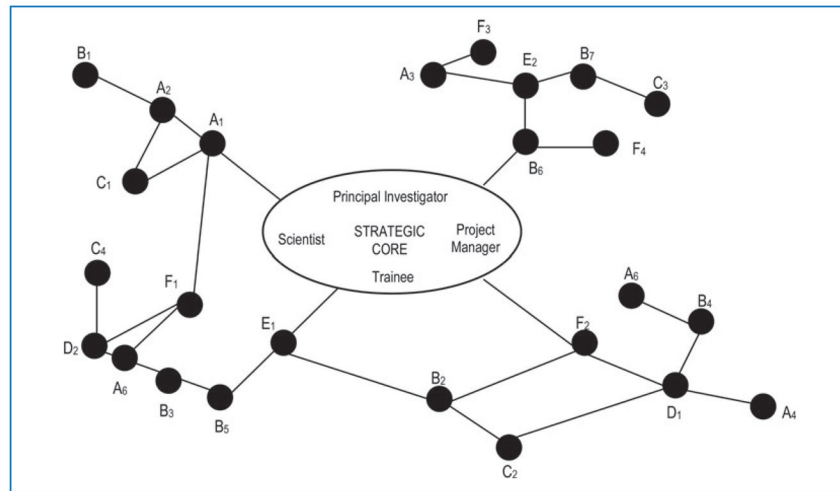 F₃
B₁
E₂
B₇
A₃
A₂
C₃
A₁
F₄
B₆
C₁
Principal Investigator
Scientist
STRATEGIC
CORE
Project
Manager
Trainee
C₄
F₁
A₆
B₄
E₁
F₂
D₂
A₆
B₃
B₅
B₂
D₁
A₄
C₂